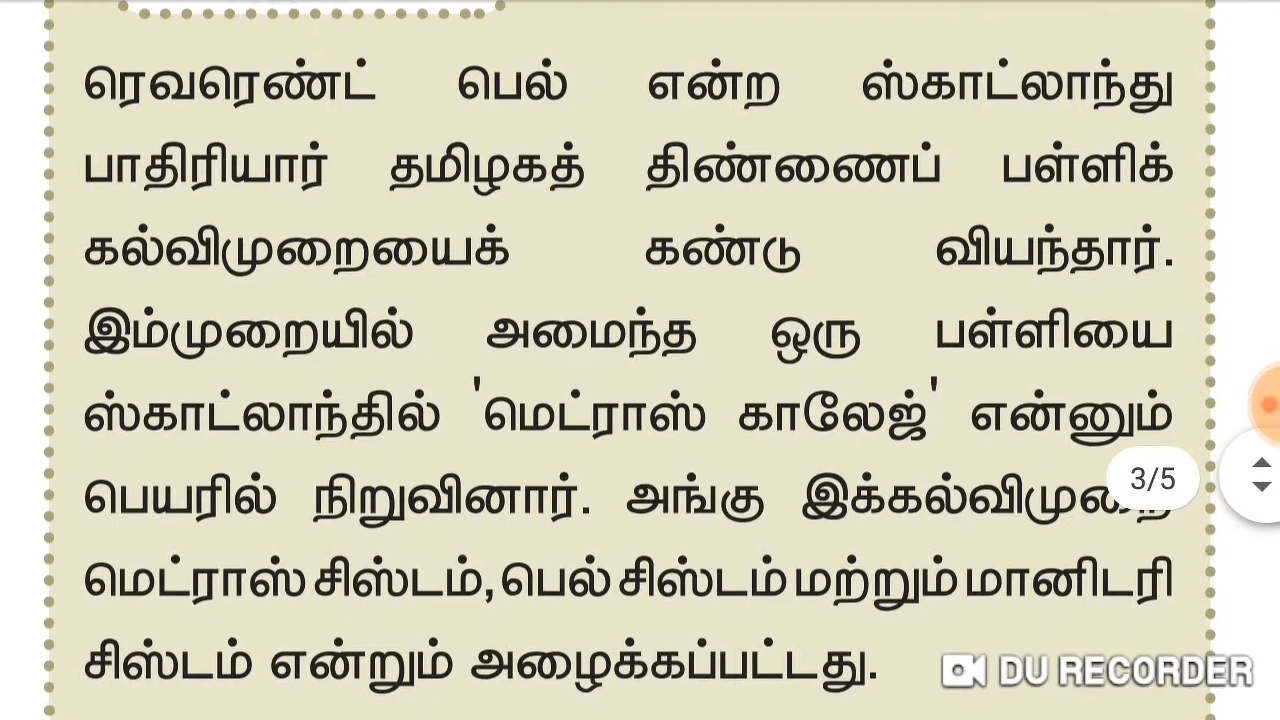 ரெவரெண்ட் பெல் என்ற ஸ்காட்லாந்து
பாதிரியார் தமிழகத் திண்ணைப் பள்ளிக்
கல்விமுறையைக் கண்டு வியந்தார்.
இம்முறையில் அமைந்த ஒரு பள்ளியை
ஸ்காட்லாந்தில் 'மெட்ராஸ் காலேஜ்' என்னும்
பெயரில் நிறுவினார். அங்கு இக்கல்விமுறை
3/5
மெட்ராஸ் சிஸ்டம், பெல் சிஸ்டம் மற்றும் மானிடரி
சிஸ்டம் என்றும் அழைக்கப்பட்டது.
DU RECORDER